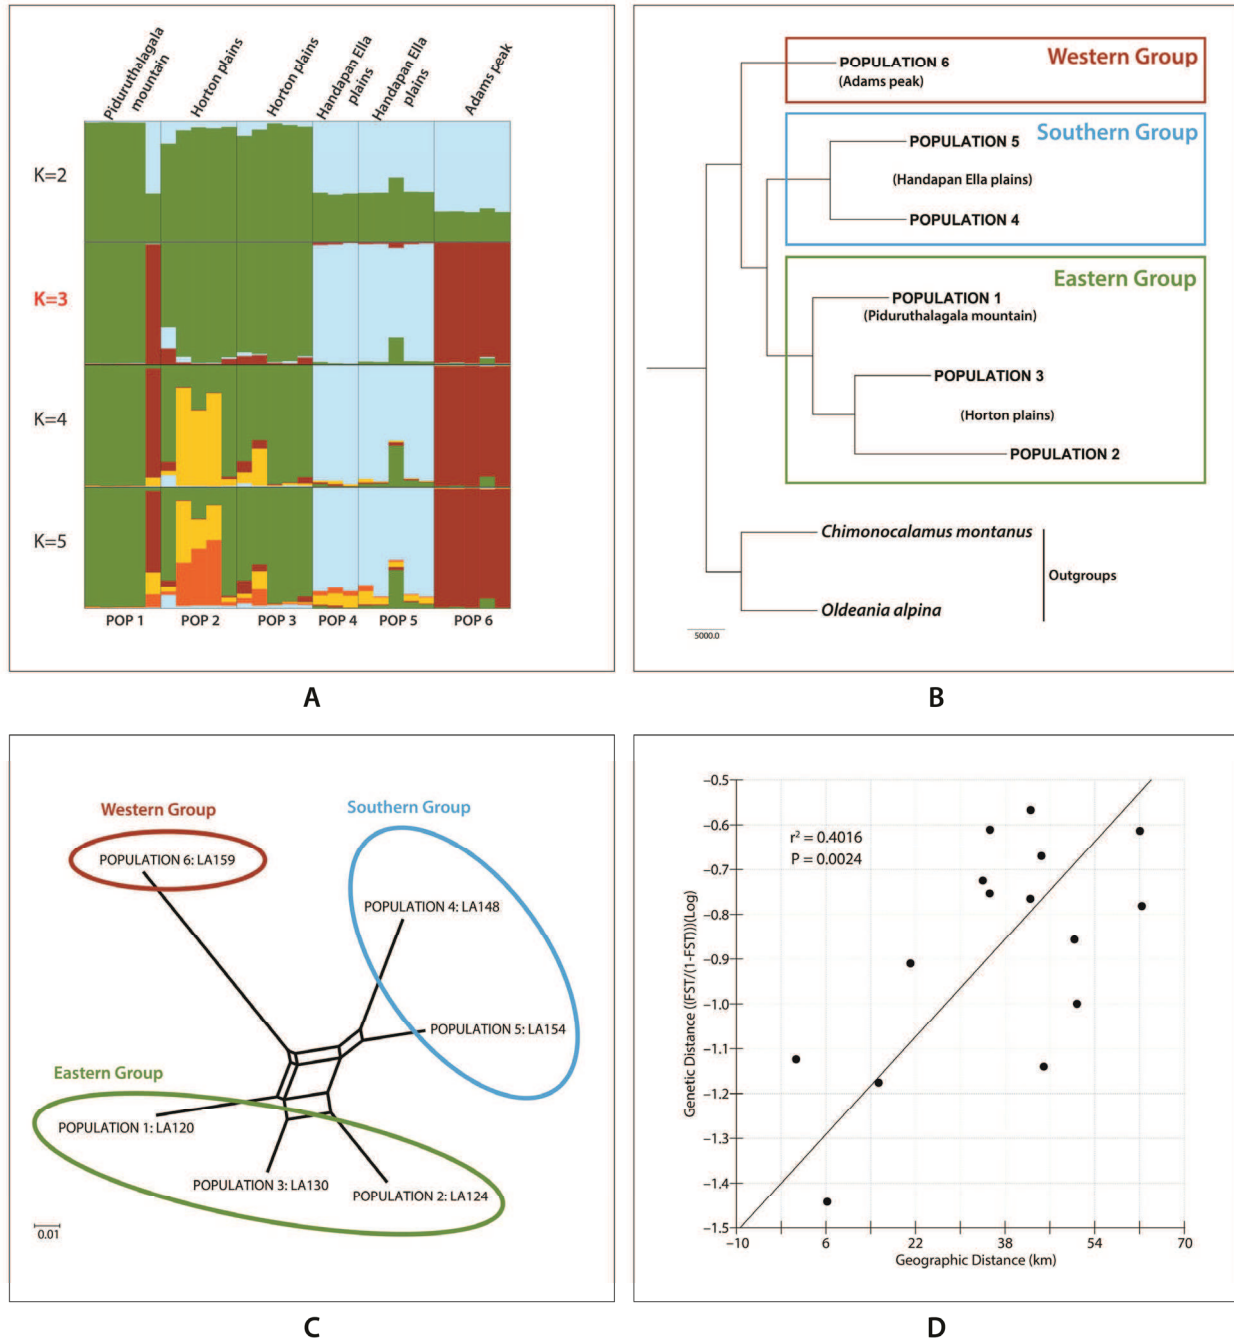 Piduruthalagala
mountain
Horton plains
Horton plains
Handapan Ella
plains
Handapan Ella
plains
Adams peak
K=2
K=3
K=4
K=5
POP 1
POP 2
POP 3
POP 4
POP 5
POP 6
A
Western Group
POPULATION 6
(Adams peak)
Southern Group
POPULATION 5
(Handapan Ella plains)
POPULATION 4
Eastern Group
POPULATION 1
(Piduruthalagala mountain)
POPULATION 3
(Horton plains)
POPULATION 2
Chimonocalamus montanus
Outgroups
Oldeania alpina
5000.0
B
Western Group
Southern Group
POPULATION 6: LA159
POPULATION 4: LA148
POPULATION 5: LA154
Eastern Group
POPULATION 1: LA120
POPULATION 3: LA130
POPULATION 2: LA124
0.01
C
r² = 0.4016
P = 0.0024
Genetic Distance ((FST/(1-FST)))(Log)
−0.5
−0.6
−0.7
−0.8
−0.9
−1.0
−1.1
−1.2
−1.3
−1.4
−1.5
−10
6
22
38
54
70
Geographic Distance (km)
D